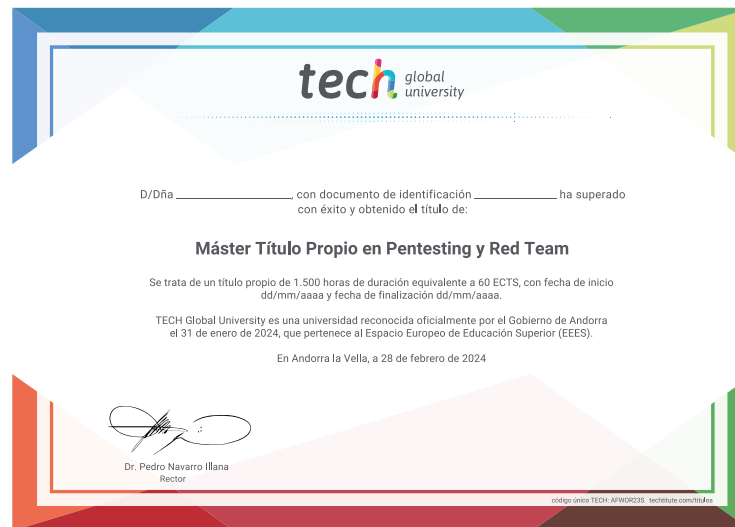 tech global university
D/Dña ____________________, con documento de identificación ______________ ha superado
con éxito y obtenido el título de:
Máster Título Propio en Pentesting y Red Team
Se trata de un título propio de 1.500 horas de duración equivalente a 60 ECTS, con fecha de inicio
dd/mm/aaaa y fecha de finalización dd/mm/aaaa.
TECH Global University es una universidad reconocida oficialmente por el Gobierno de Andorra
el 31 de enero de 2024, que pertenece al Espacio Europeo de Educación Superior (EEES).
En Andorra la Vella, a 28 de febrero de 2024
Dr. Pedro Navarro Illana
Rector
código único TECH: AFWOR23S techtitute.com/titulos